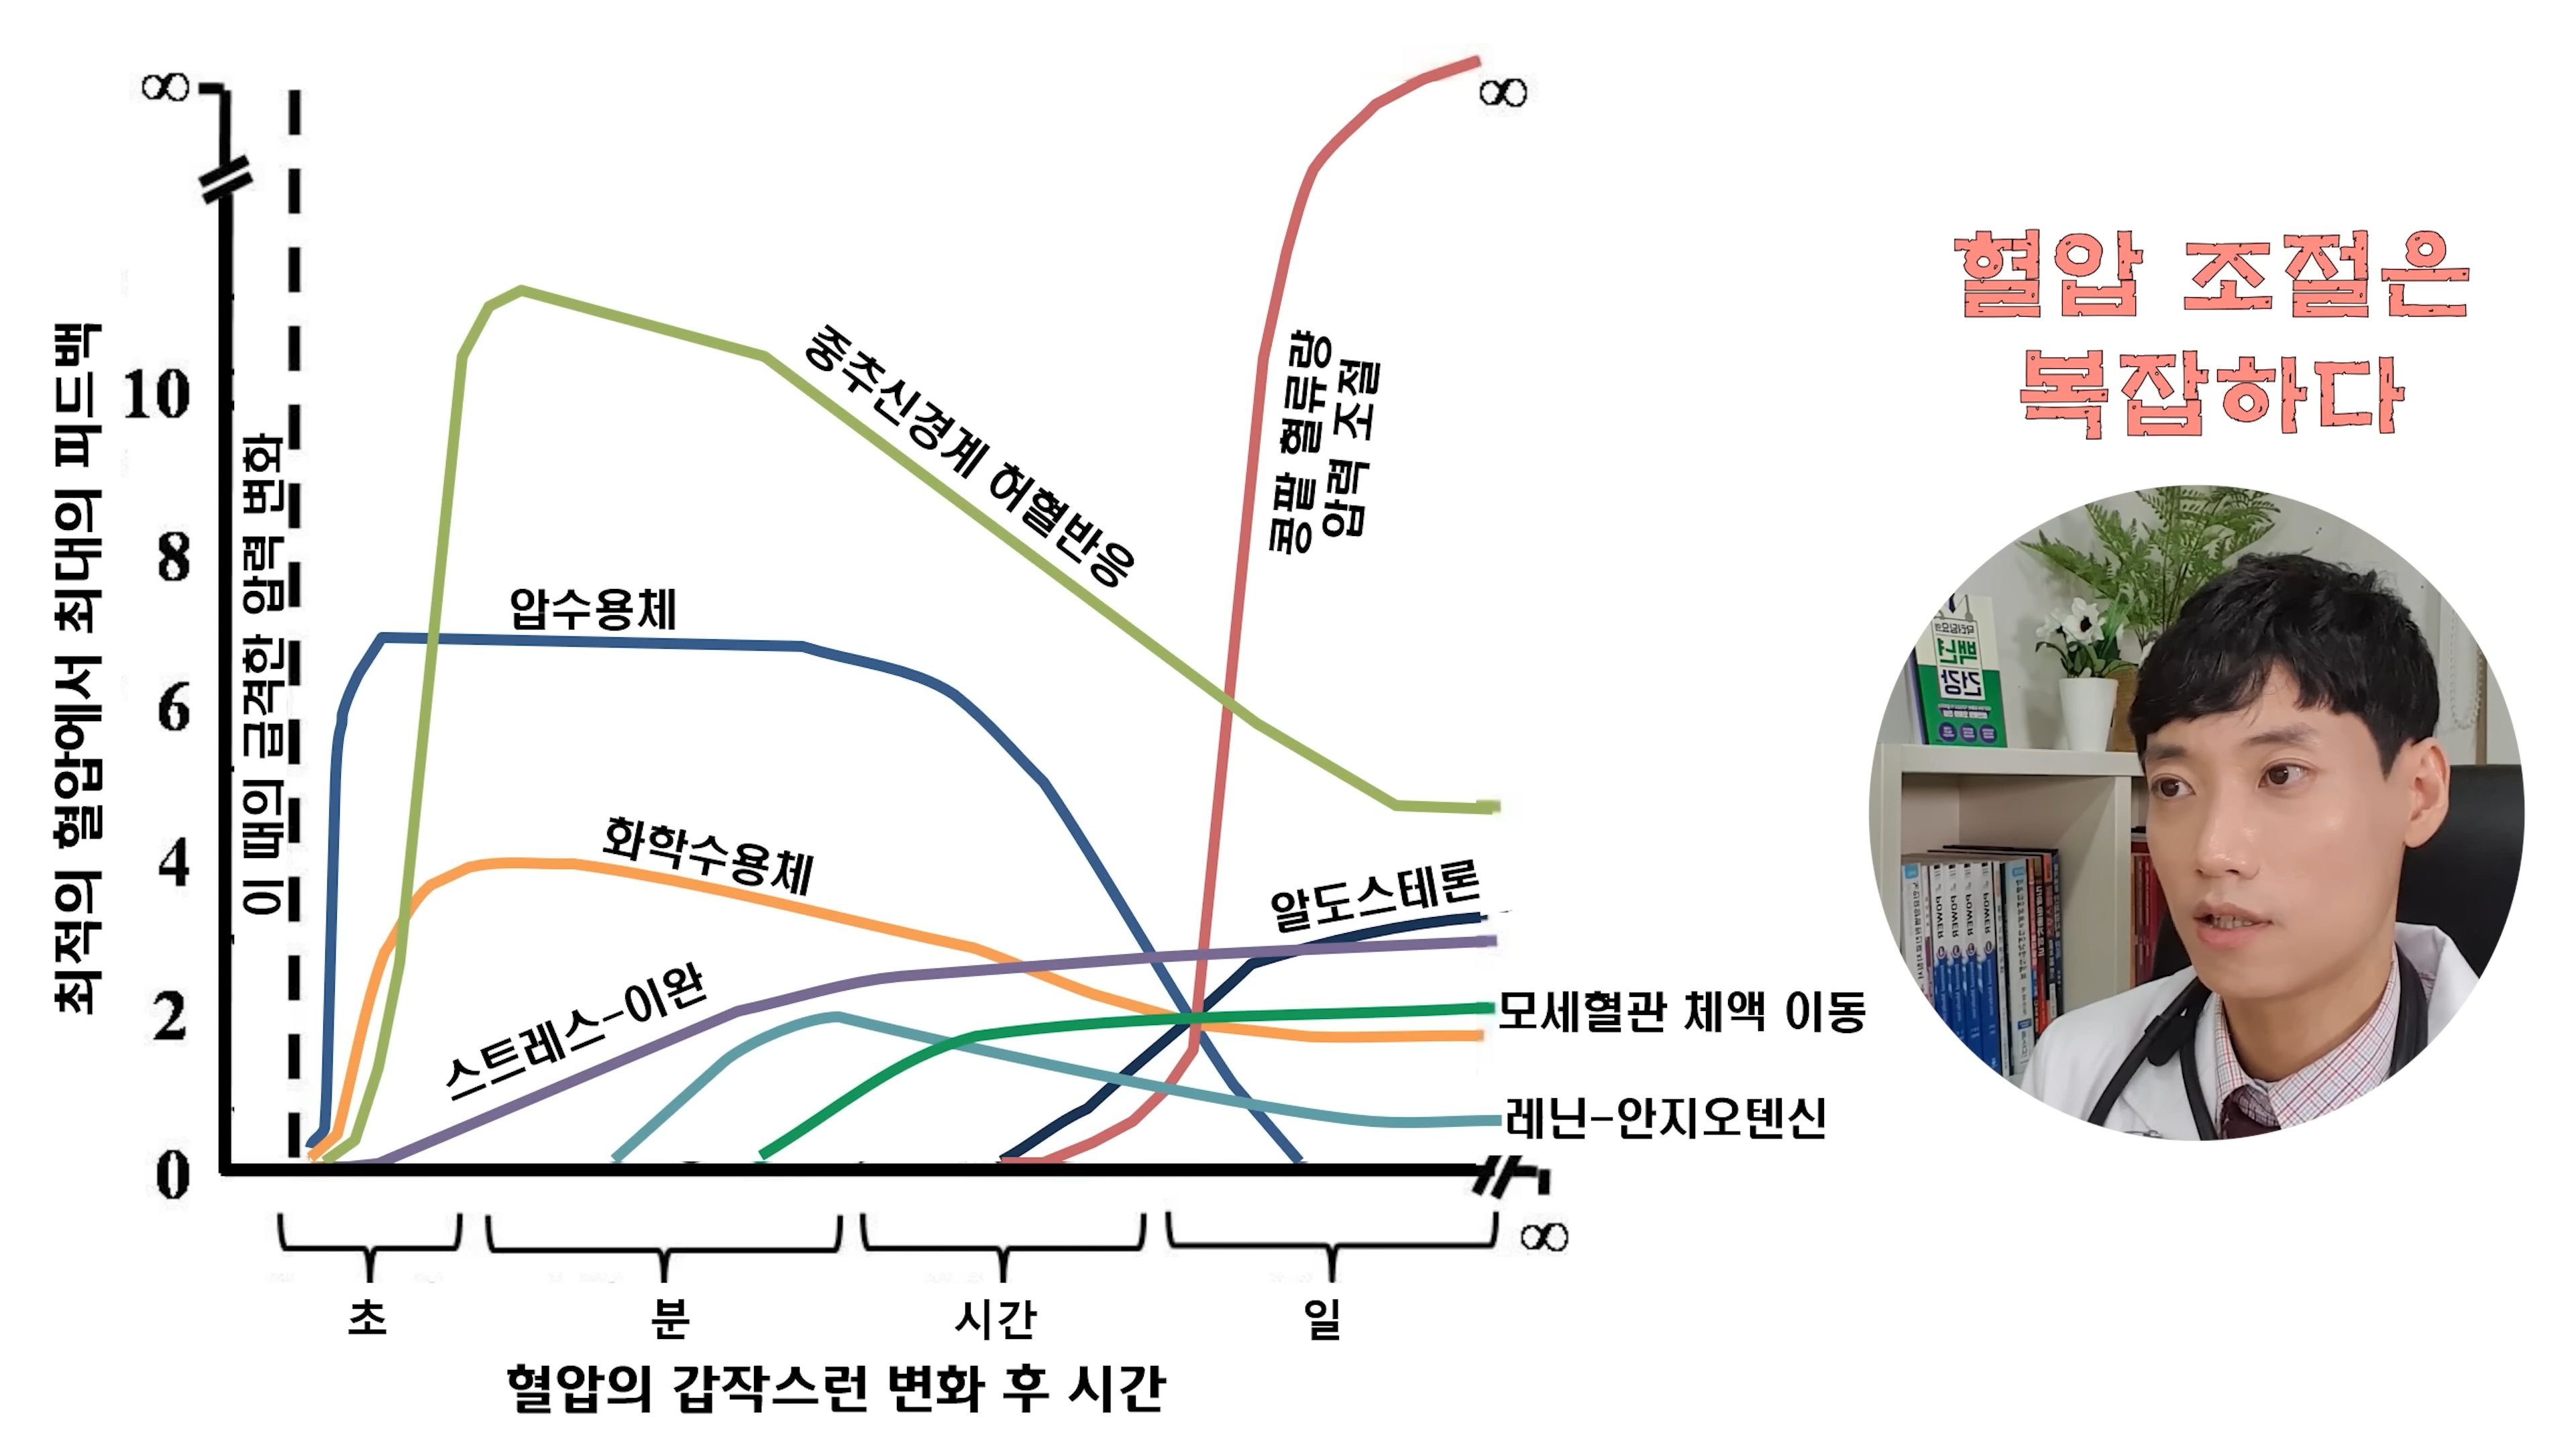 혈압 조절은
복잡하다
∞
10
8
6
4
2
0
최적의 혈압에서 최대의 피드백
이 때의 급격한 압력 변화
중추신경계 허혈반응
압수용체
화학수용체
스트레스-이완
콩팥 혈류량
압력 조절
∞
알도스테론
모세혈관 체액 이동
레닌-안지오텐신
∞
초
분
시간
일
혈압의 갑작스런 변화 후 시간